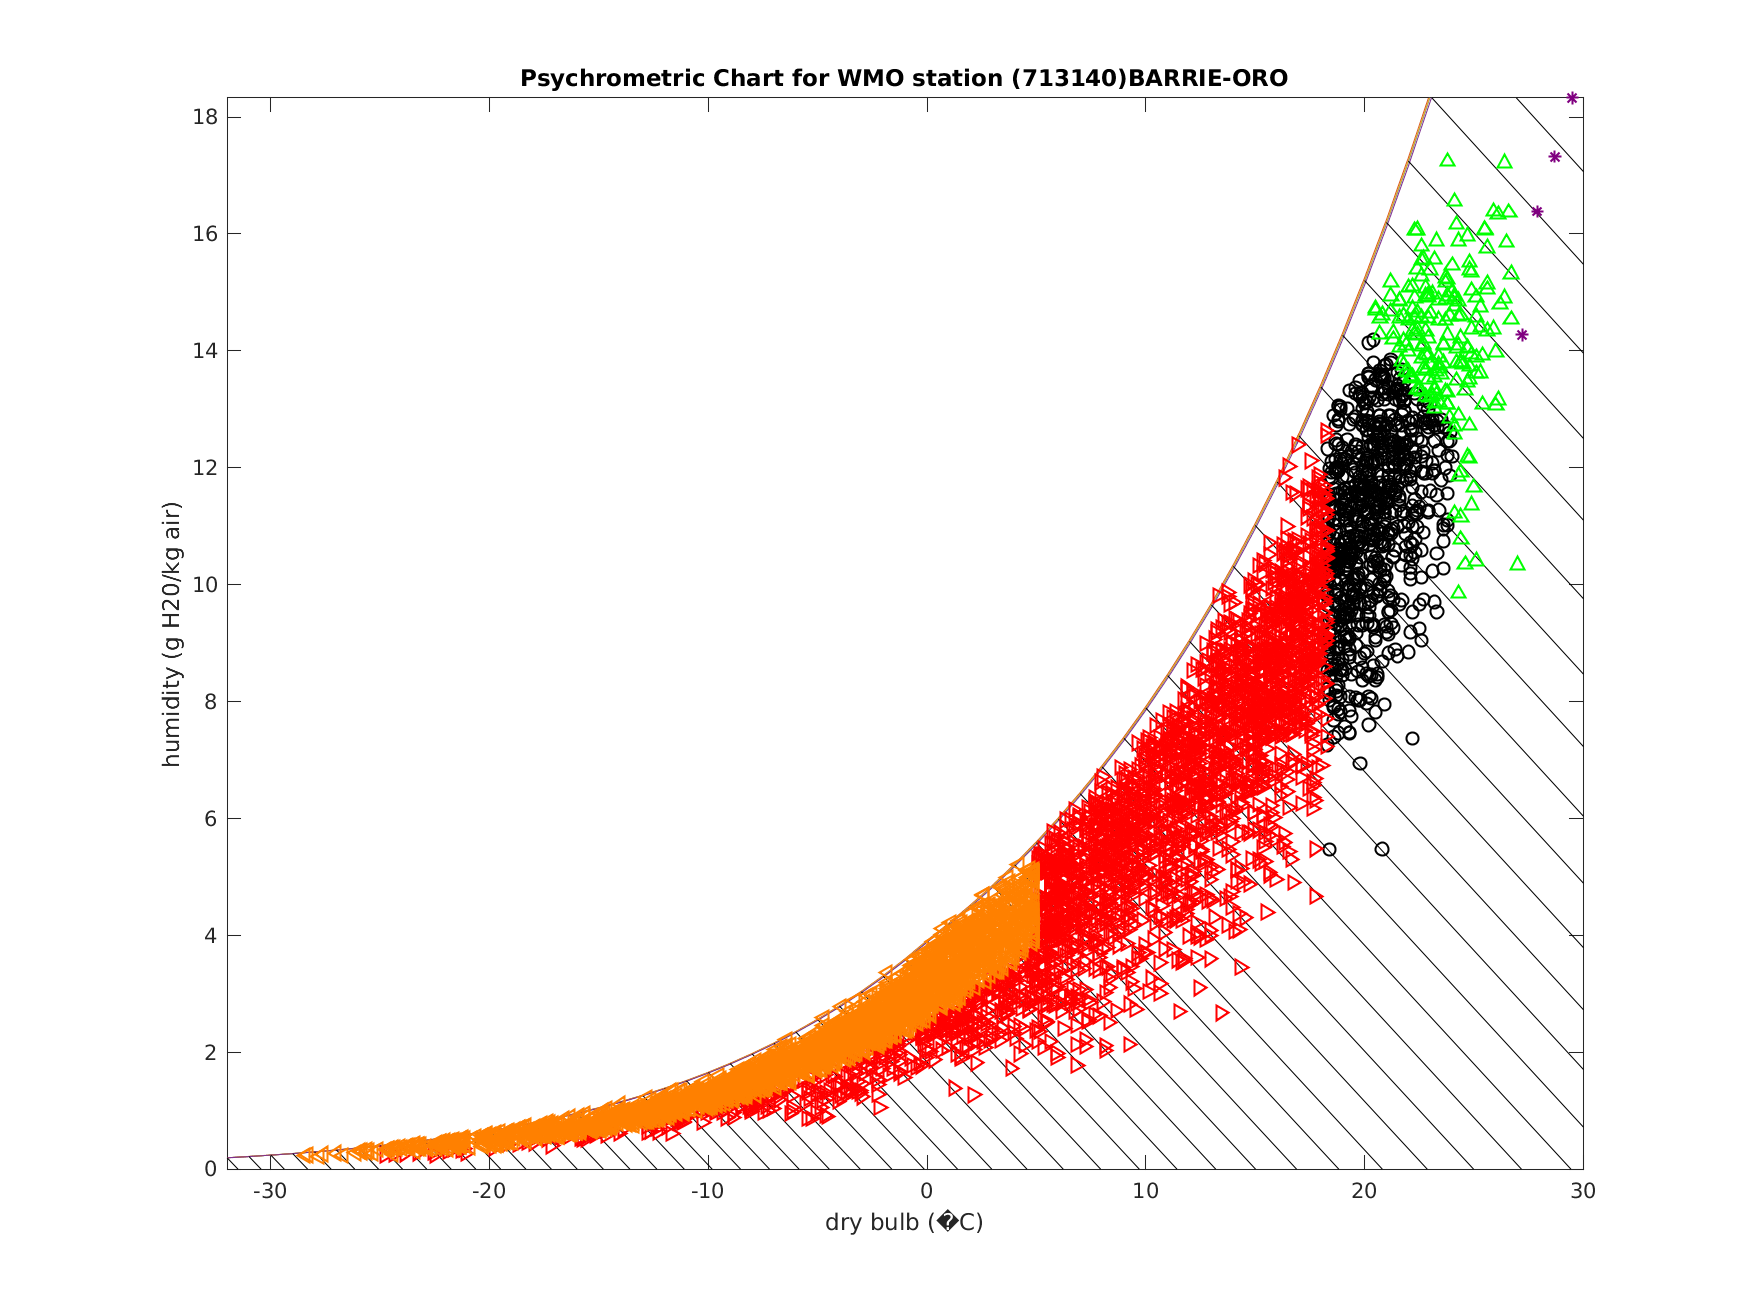 Psychrometric Chart for WMO station (713140)BARRIE-ORO
humidity (g H20/kg air)
18
16
14
12
10
8
6
4
2
0
-30 -20 -10 0 10 20 30
dry bulb (�C)